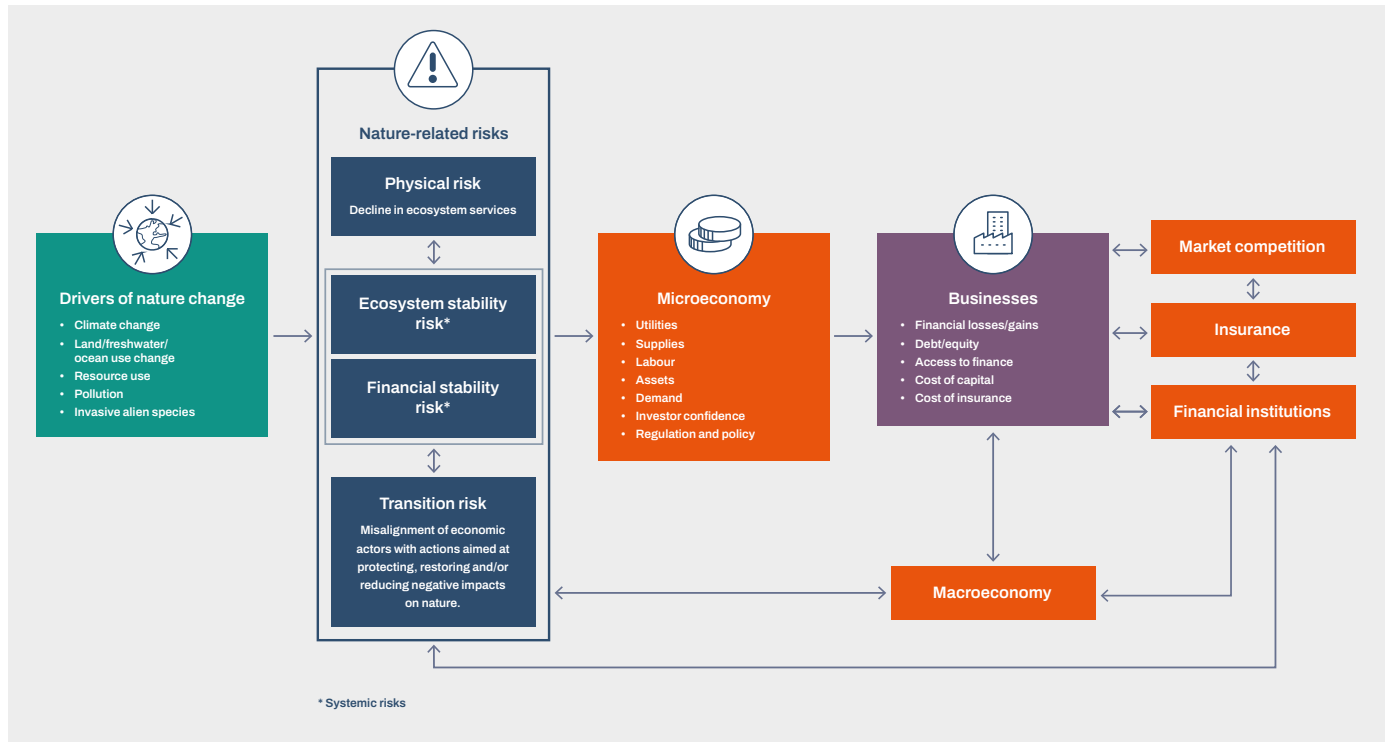 Nature-related risks
Physical risk
Decline in ecosystem services
Ecosystem stability
risk*
Financial stability
risk*
Transition risk
Misalignment of economic
actors with actions aimed at
protecting, restoring and/or
reducing negative impacts
on nature.
Drivers of nature change
• Climate change
• Land/freshwater/
ocean use change
• Resource use
• Pollution
• Invasive alien species
Microeconomy
• Utilities
• Supplies
• Labour
• Assets
• Demand
• Investor confidence
• Regulation and policy
Businesses
• Financial losses/gains
• Debt/equity
• Access to finance
• Cost of capital
• Cost of insurance
Market competition
Insurance
Financial institutions
Macroeconomy
* Systemic risks